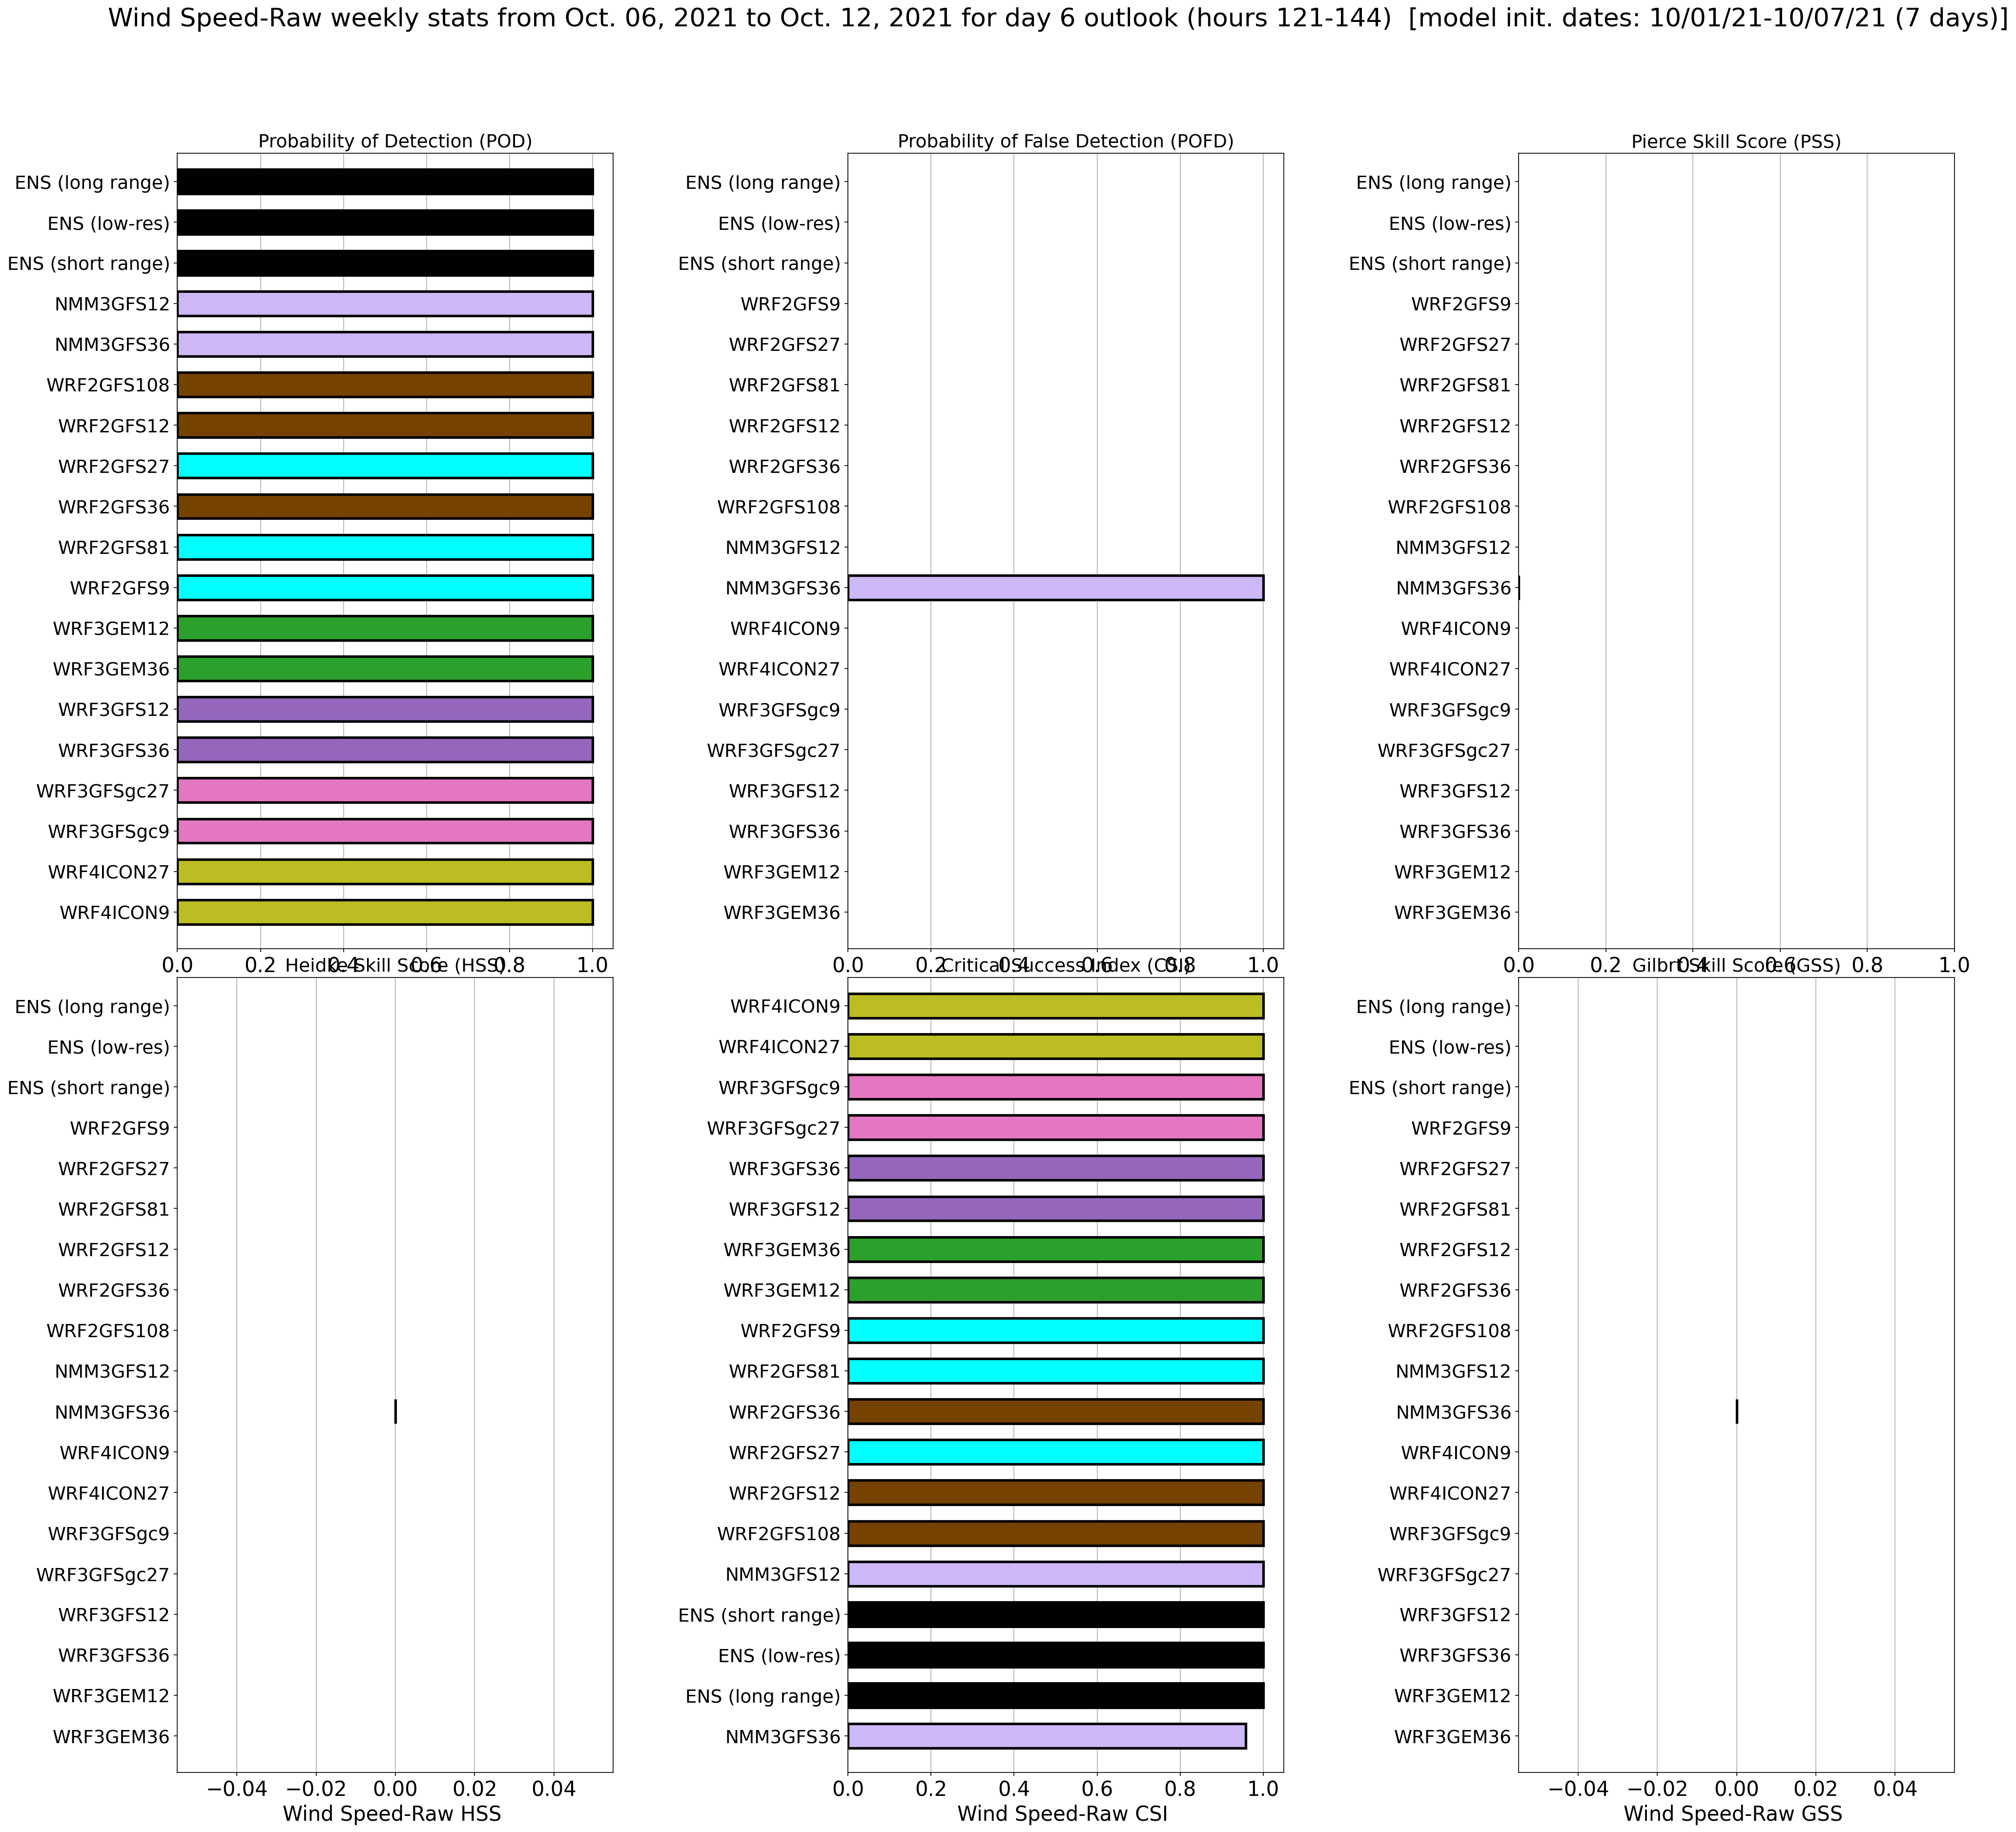 Wind Speed-Raw weekly stats from Oct. 06, 2021 to Oct. 12, 2021 for day 6 outlook (hours 121-144)  [model init. dates: 10/01/21-10/07/21 (7 days)]
Probability of Detection (POD)
ENS (long range)
ENS (low-res)
ENS (short range)
NMM3GFS12
NMM3GFS36
WRF2GFS108
WRF2GFS12
WRF2GFS27
WRF2GFS36
WRF2GFS81
WRF2GFS9
WRF3GEM12
WRF3GEM36
WRF3GFS12
WRF3GFS36
WRF3GFSgc27
WRF3GFSgc9
WRF4ICON27
WRF4ICON9
0.0 0.2 0.4 0.6 0.8 1.0
Probability of False Detection (POFD)
ENS (long range)
ENS (low-res)
ENS (short range)
WRF2GFS9
WRF2GFS27
WRF2GFS81
WRF2GFS12
WRF2GFS36
WRF2GFS108
NMM3GFS12
NMM3GFS36
WRF4ICON9
WRF4ICON27
WRF3GFSgc9
WRF3GFSgc27
WRF3GFS12
WRF3GFS36
WRF3GEM12
WRF3GEM36
0.0 0.2 0.4 0.6 0.8 1.0
Pierce Skill Score (PSS)
ENS (long range)
ENS (low-res)
ENS (short range)
WRF2GFS9
WRF2GFS27
WRF2GFS81
WRF2GFS12
WRF2GFS36
WRF2GFS108
NMM3GFS12
NMM3GFS36
WRF4ICON9
WRF4ICON27
WRF3GFSgc9
WRF3GFSgc27
WRF3GFS12
WRF3GFS36
WRF3GEM12
WRF3GEM36
0.0 0.2 0.4 0.6 0.8 1.0
Heidke Skill Score (HSS)
ENS (long range)
ENS (low-res)
ENS (short range)
WRF2GFS9
WRF2GFS27
WRF2GFS81
WRF2GFS12
WRF2GFS36
WRF2GFS108
NMM3GFS12
NMM3GFS36
WRF4ICON9
WRF4ICON27
WRF3GFSgc9
WRF3GFSgc27
WRF3GFS12
WRF3GFS36
WRF3GEM12
WRF3GEM36
−0.04 −0.02 0.00 0.02 0.04
Wind Speed-Raw HSS
Critical Success Index (CSI)
WRF4ICON9
WRF4ICON27
WRF3GFSgc9
WRF3GFSgc27
WRF3GFS36
WRF3GFS12
WRF3GEM36
WRF3GEM12
WRF2GFS9
WRF2GFS81
WRF2GFS36
WRF2GFS27
WRF2GFS12
WRF2GFS108
NMM3GFS12
ENS (short range)
ENS (low-res)
ENS (long range)
NMM3GFS36
0.0 0.2 0.4 0.6 0.8 1.0
Wind Speed-Raw CSI
Gilbrt Skill Score (GSS)
ENS (long range)
ENS (low-res)
ENS (short range)
WRF2GFS9
WRF2GFS27
WRF2GFS81
WRF2GFS12
WRF2GFS36
WRF2GFS108
NMM3GFS12
NMM3GFS36
WRF4ICON9
WRF4ICON27
WRF3GFSgc9
WRF3GFSgc27
WRF3GFS12
WRF3GFS36
WRF3GEM12
WRF3GEM36
−0.04 −0.02 0.00 0.02 0.04
Wind Speed-Raw GSS